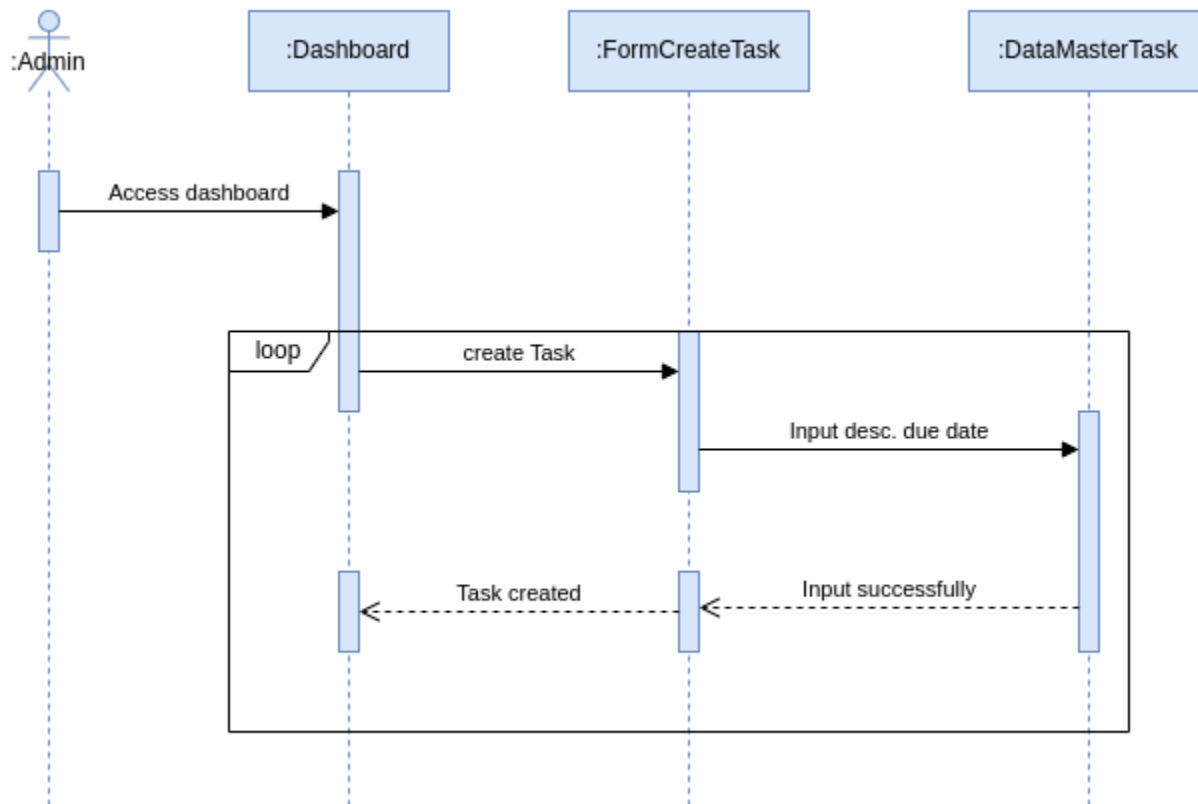 :Admin
:Dashboard
:FormCreateTask
:DataMasterTask
Access dashboard
loop
create Task
Input desc. due date
Task created
Input successfully